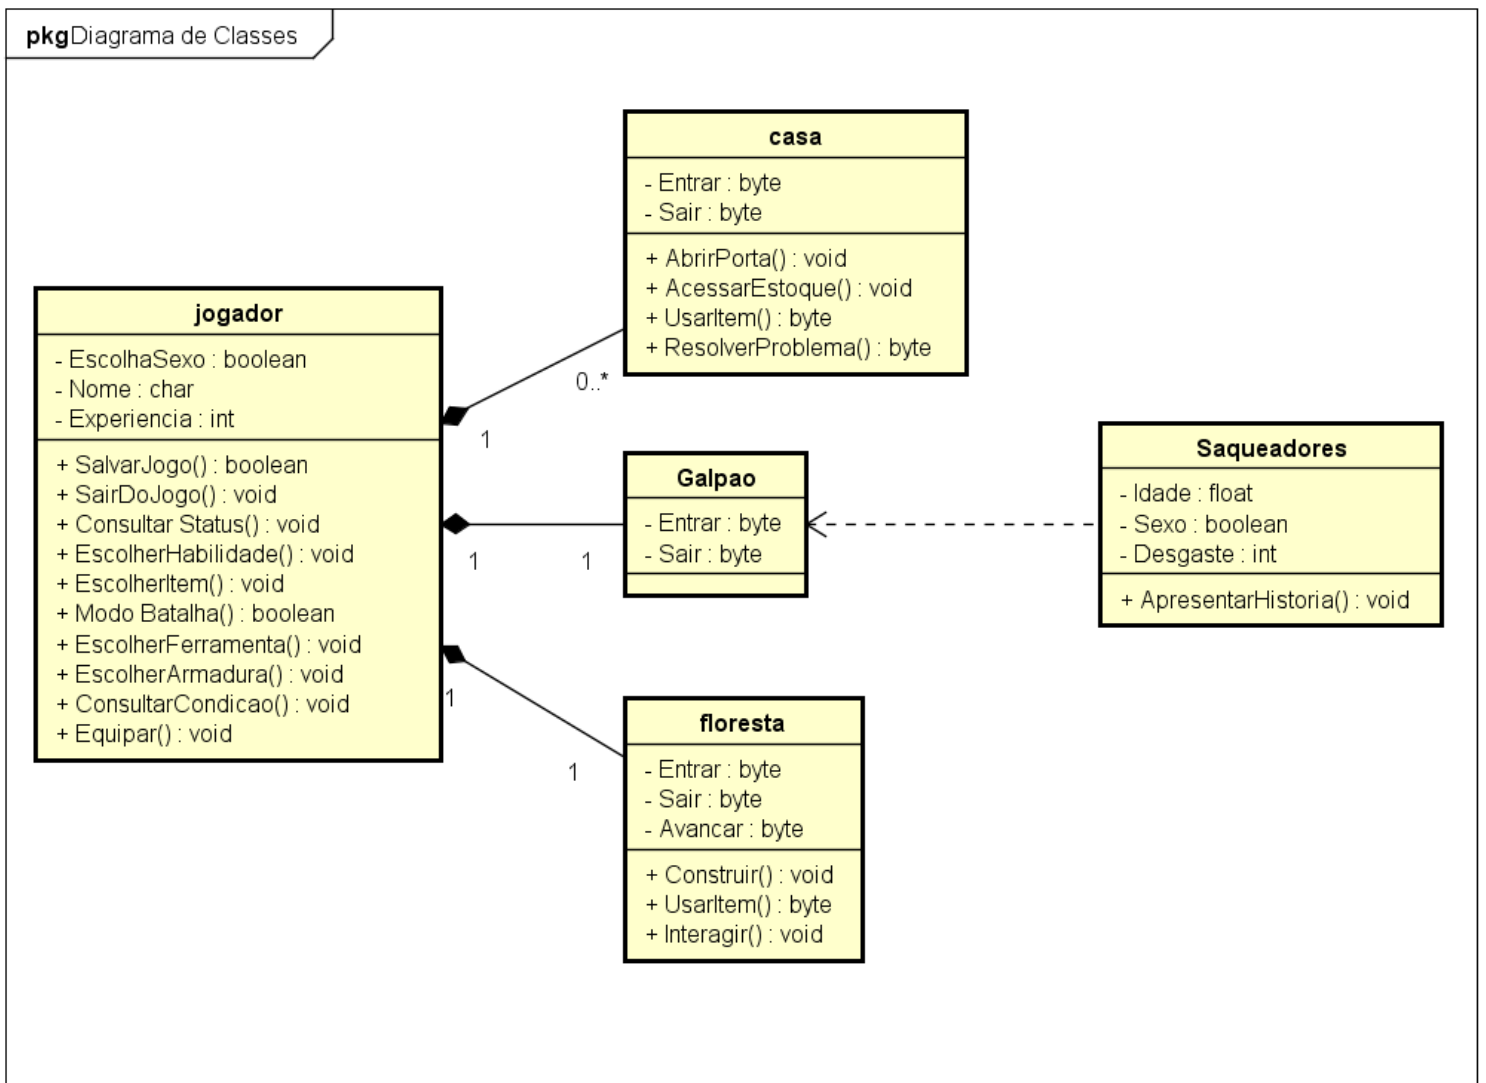 pkgDiagrama de Classes
casa
- Entrar : byte
- Sair : byte
+ AbrirPorta() : void
+ AcessarEstoque() : void
+ UsarItem() : byte
+ ResolverProblema() : byte
jogador
- EscolhaSexo : boolean
- Nome : char
- Experiencia : int
+ SalvarJogo() : boolean
+ SairDoJogo() : void
+ Consultar Status() : void
+ EscolherHabilidade() : void
+ EscolherItem() : void
+ Modo Batalha() : boolean
+ EscolherFerramenta() : void
+ EscolherArmadura() : void
+ ConsultarCondicao() : void
+ Equipar() : void
0..*
1
Galpao
- Entrar : byte
- Sair : byte
1
1
Saqueadores
- Idade : float
- Sexo : boolean
- Desgaste : int
+ ApresentarHistoria() : void
1
1
floresta
- Entrar : byte
- Sair : byte
- Avancar : byte
+ Construir() : void
+ UsarItem() : byte
+ Interagir() : void